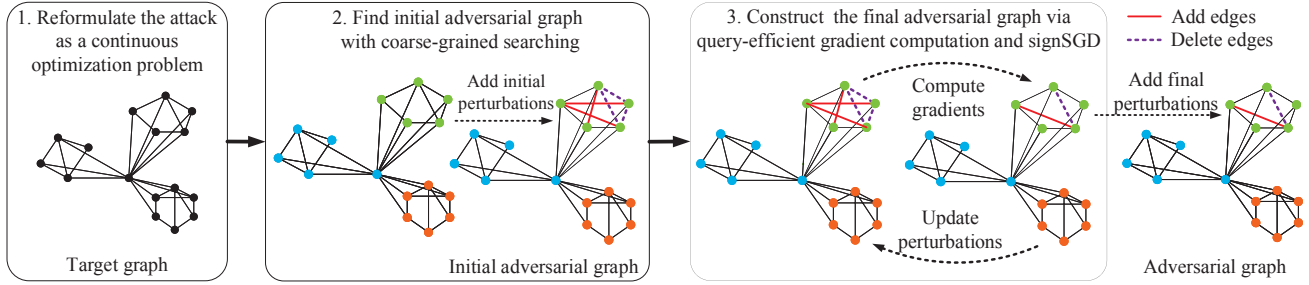 1. Reformulate the attack
as a continuous
optimization problem
Target graph
2. Find initial adversarial graph
with coarse-grained searching
Add initial
perturbations
Initial adversarial graph
3. Construct the final adversarial graph via
query-efficient gradient computation and signSGD
Compute
gradients
Update
perturbations
Add edges
Delete edges
Add final
perturbations
Adversarial graph